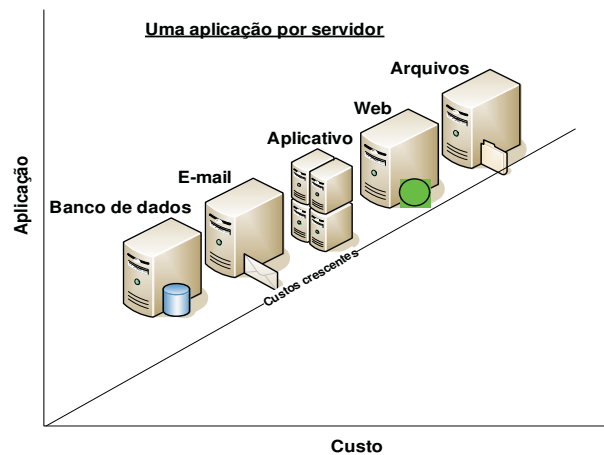 Uma aplicação por servidor
Arquivos
Web
Aplicativo
E-mail
Banco de dados
Aplicação
Custos crescentes
Custo